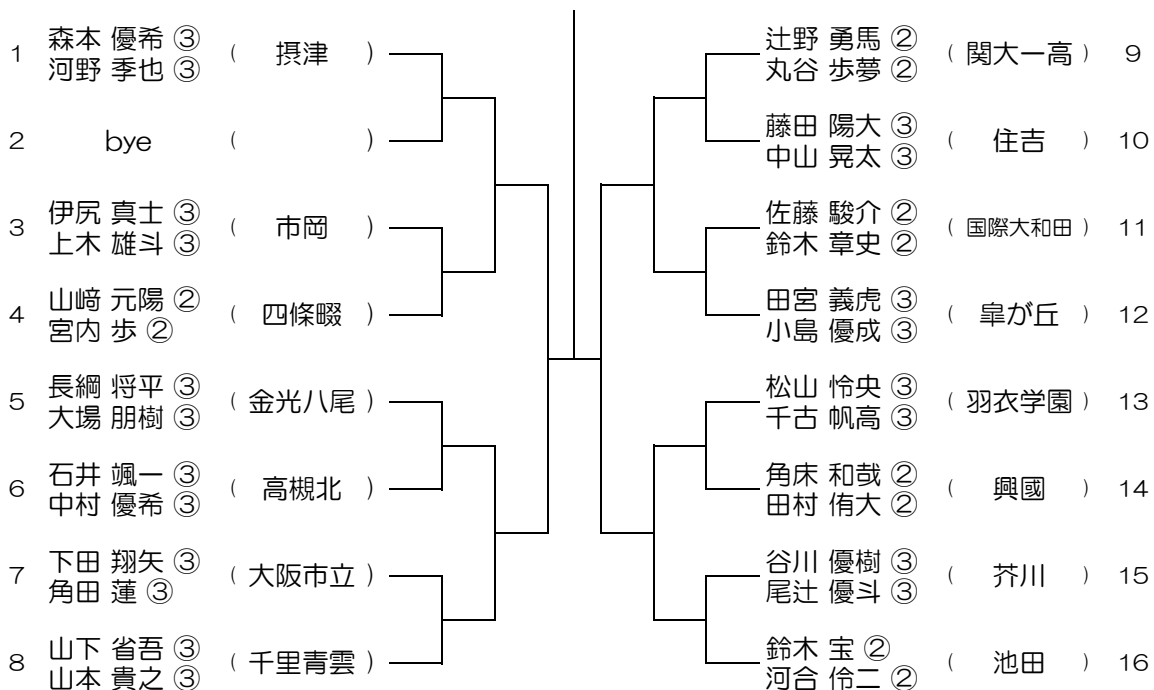 1 森本 優希 ③ ( 摂津 )
河野 季也 ③
2 bye ( )
3 伊尻 真士 ③ ( 市岡 )
上木 雄斗 ③
4 山﨑 元陽 ② ( 四條畷 )
宮内 歩 ②
5 長綱 将平 ③ ( 金光八尾 )
大場 朋樹 ③
6 石井 颯一 ③ ( 高槻北 )
中村 優希 ③
7 下田 翔矢 ③ ( 大阪市立 )
角田 蓮 ③
8 山下 省吾 ③ ( 千里青雲 )
山本 貴之 ③
辻野 勇馬 ② ( 関大一高 ) 9
丸谷 歩夢 ②
藤田 陽大 ③ ( 住吉 ) 10
中山 晃太 ③
佐藤 駿介 ② ( 国際大和田 ) 11
鈴木 章史 ②
田宮 義虎 ③ ( 皐が丘 ) 12
小島 優成 ③
松山 怜央 ③ ( 羽衣学園 ) 13
千古 帆高 ③
角床 和哉 ② ( 興國 ) 14
田村 侑大 ②
谷川 優樹 ③ ( 芥川 ) 15
尾辻 優斗 ③
鈴木 宝 ② ( 池田 ) 16
河合 伶二 ②